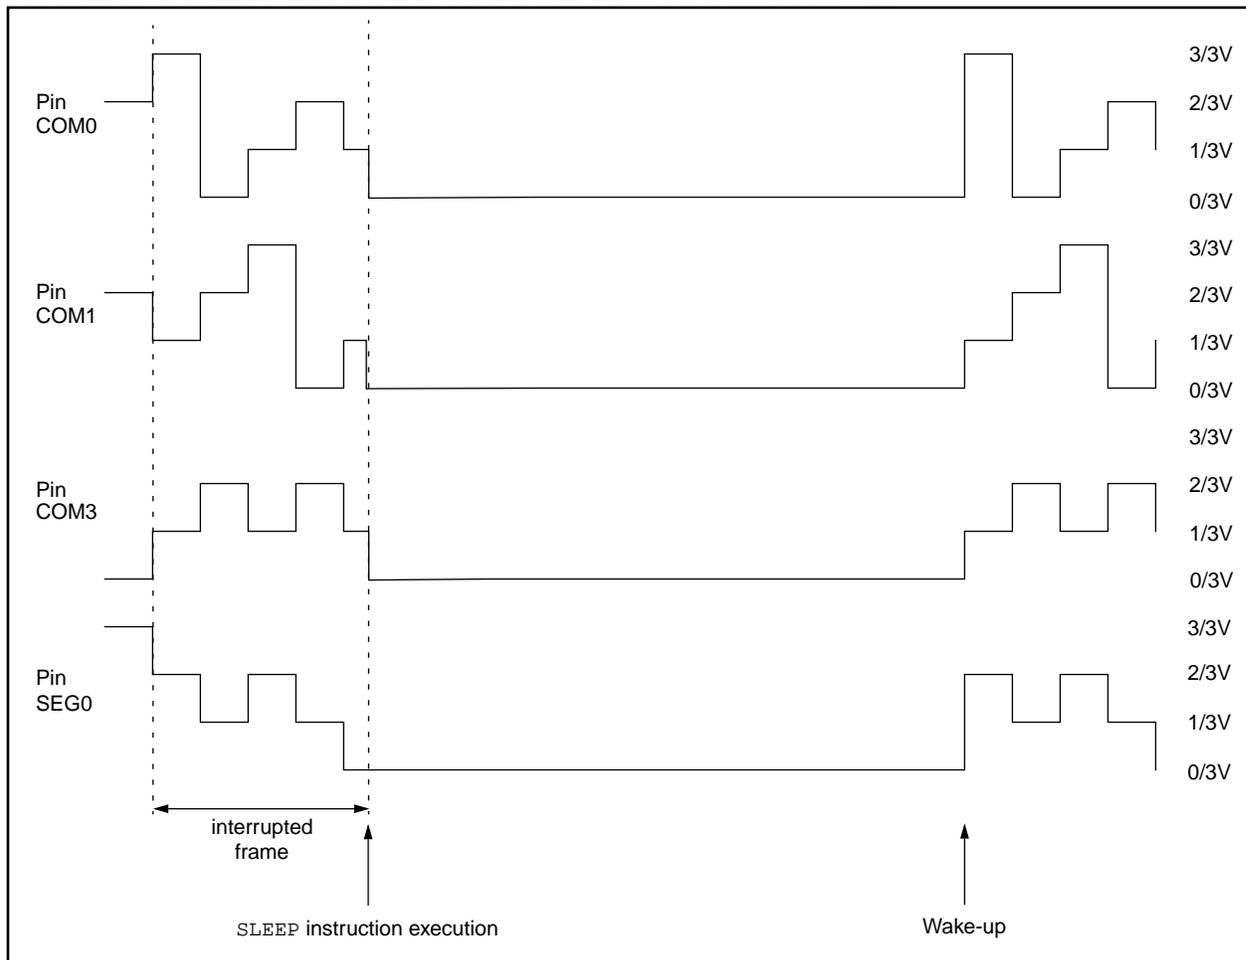 3/3V
Pin
COM0
2/3V
1/3V
0/3V
3/3V
Pin
COM1
2/3V
1/3V
0/3V
3/3V
Pin
COM3
2/3V
1/3V
0/3V
3/3V
Pin
SEG0
2/3V
1/3V
0/3V
interrupted
frame
SLEEP instruction execution
Wake-up